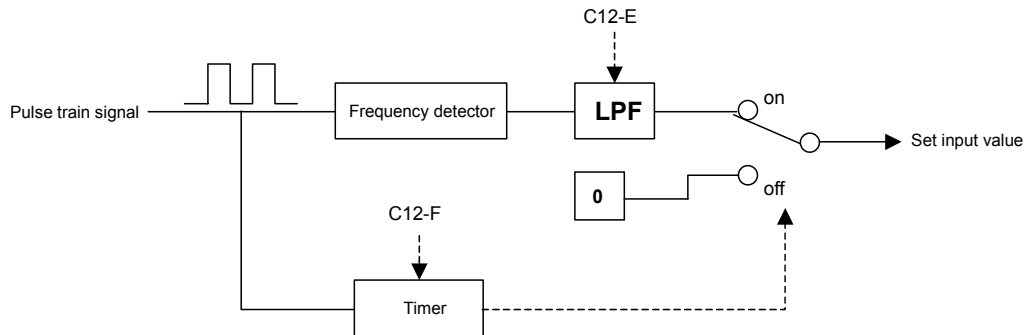 C12-E
Pulse train signal
Frequency detector
LPF
on
Set input value
0
off
C12-F
Timer